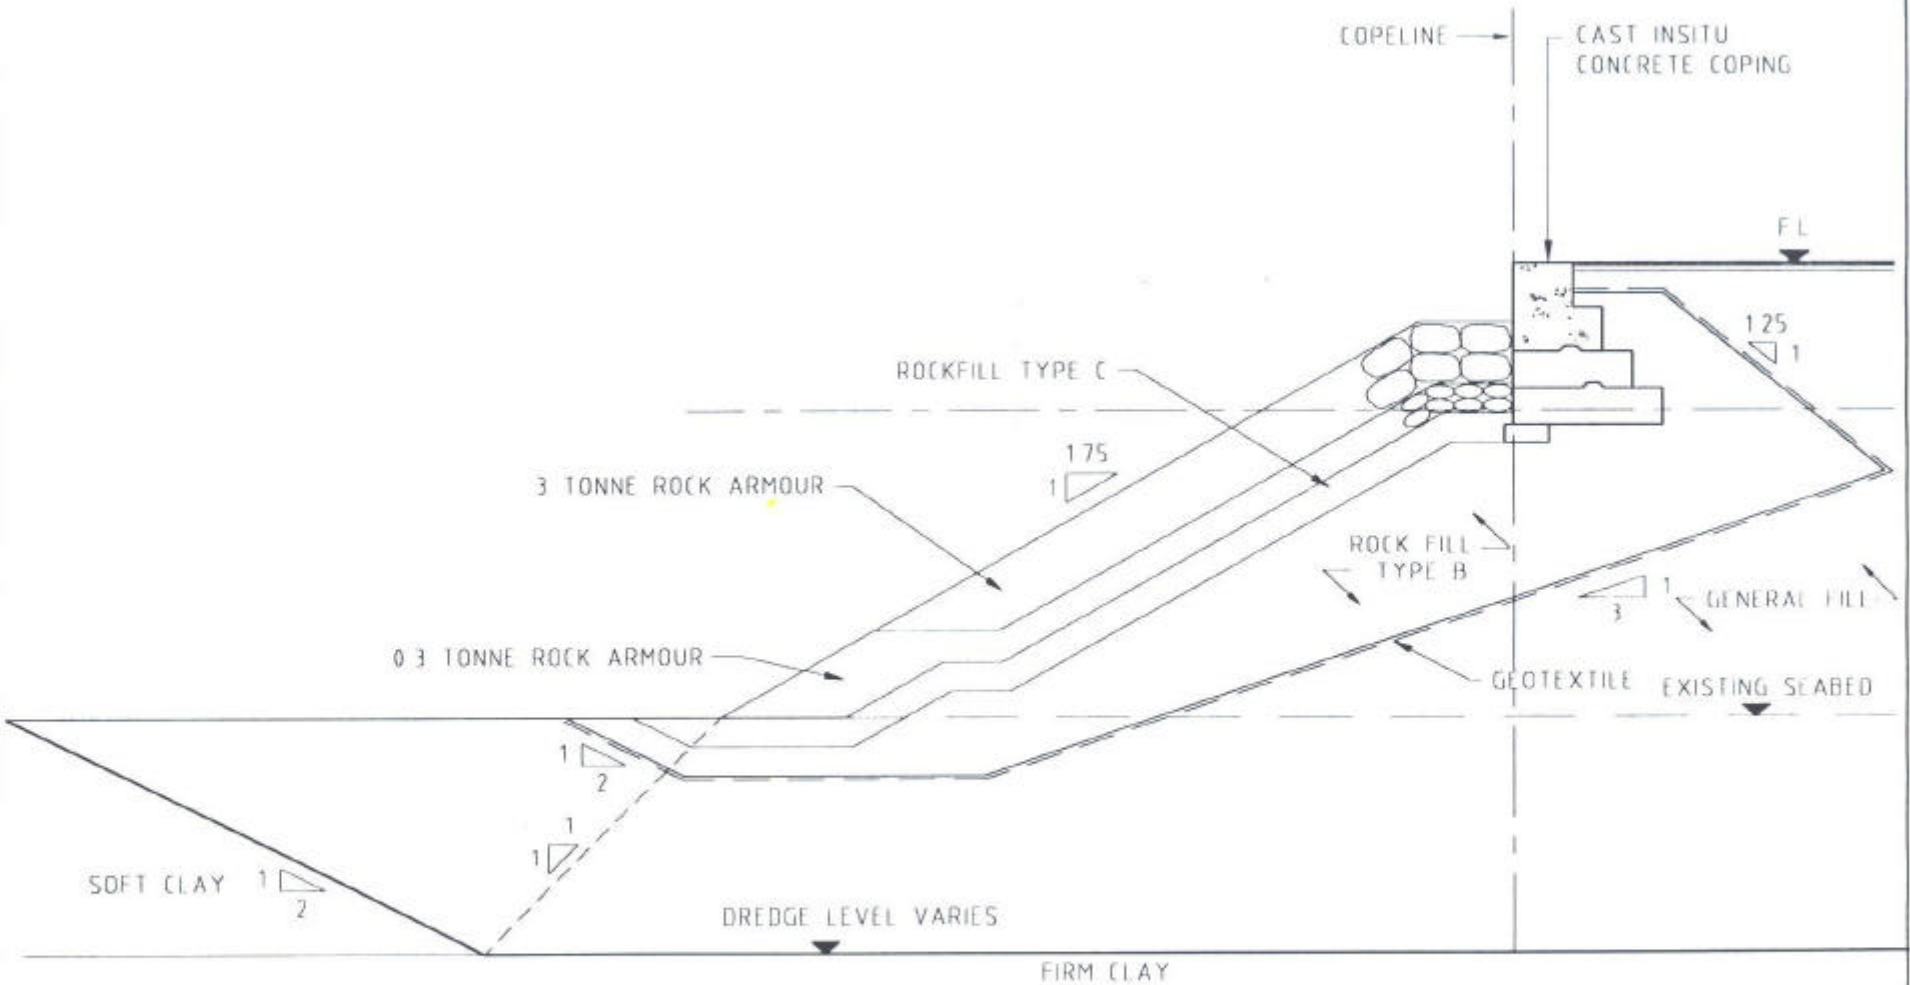 COPELINE
CAST INSITU
CONCRETE COPING
F L
1 25
1
ROCKFILL TYPE C
1 75
1
3 TONNE ROCK ARMOUR
ROCK FILL
TYPE B
1
3
GENERAL FILL
0 3 TONNE ROCK ARMOUR
GEOTEXTILE
EXISTING SEABED
1
2
1
1
SOFT CLAY
1
2
DREDGE LEVEL VARIES
FIRM CLAY